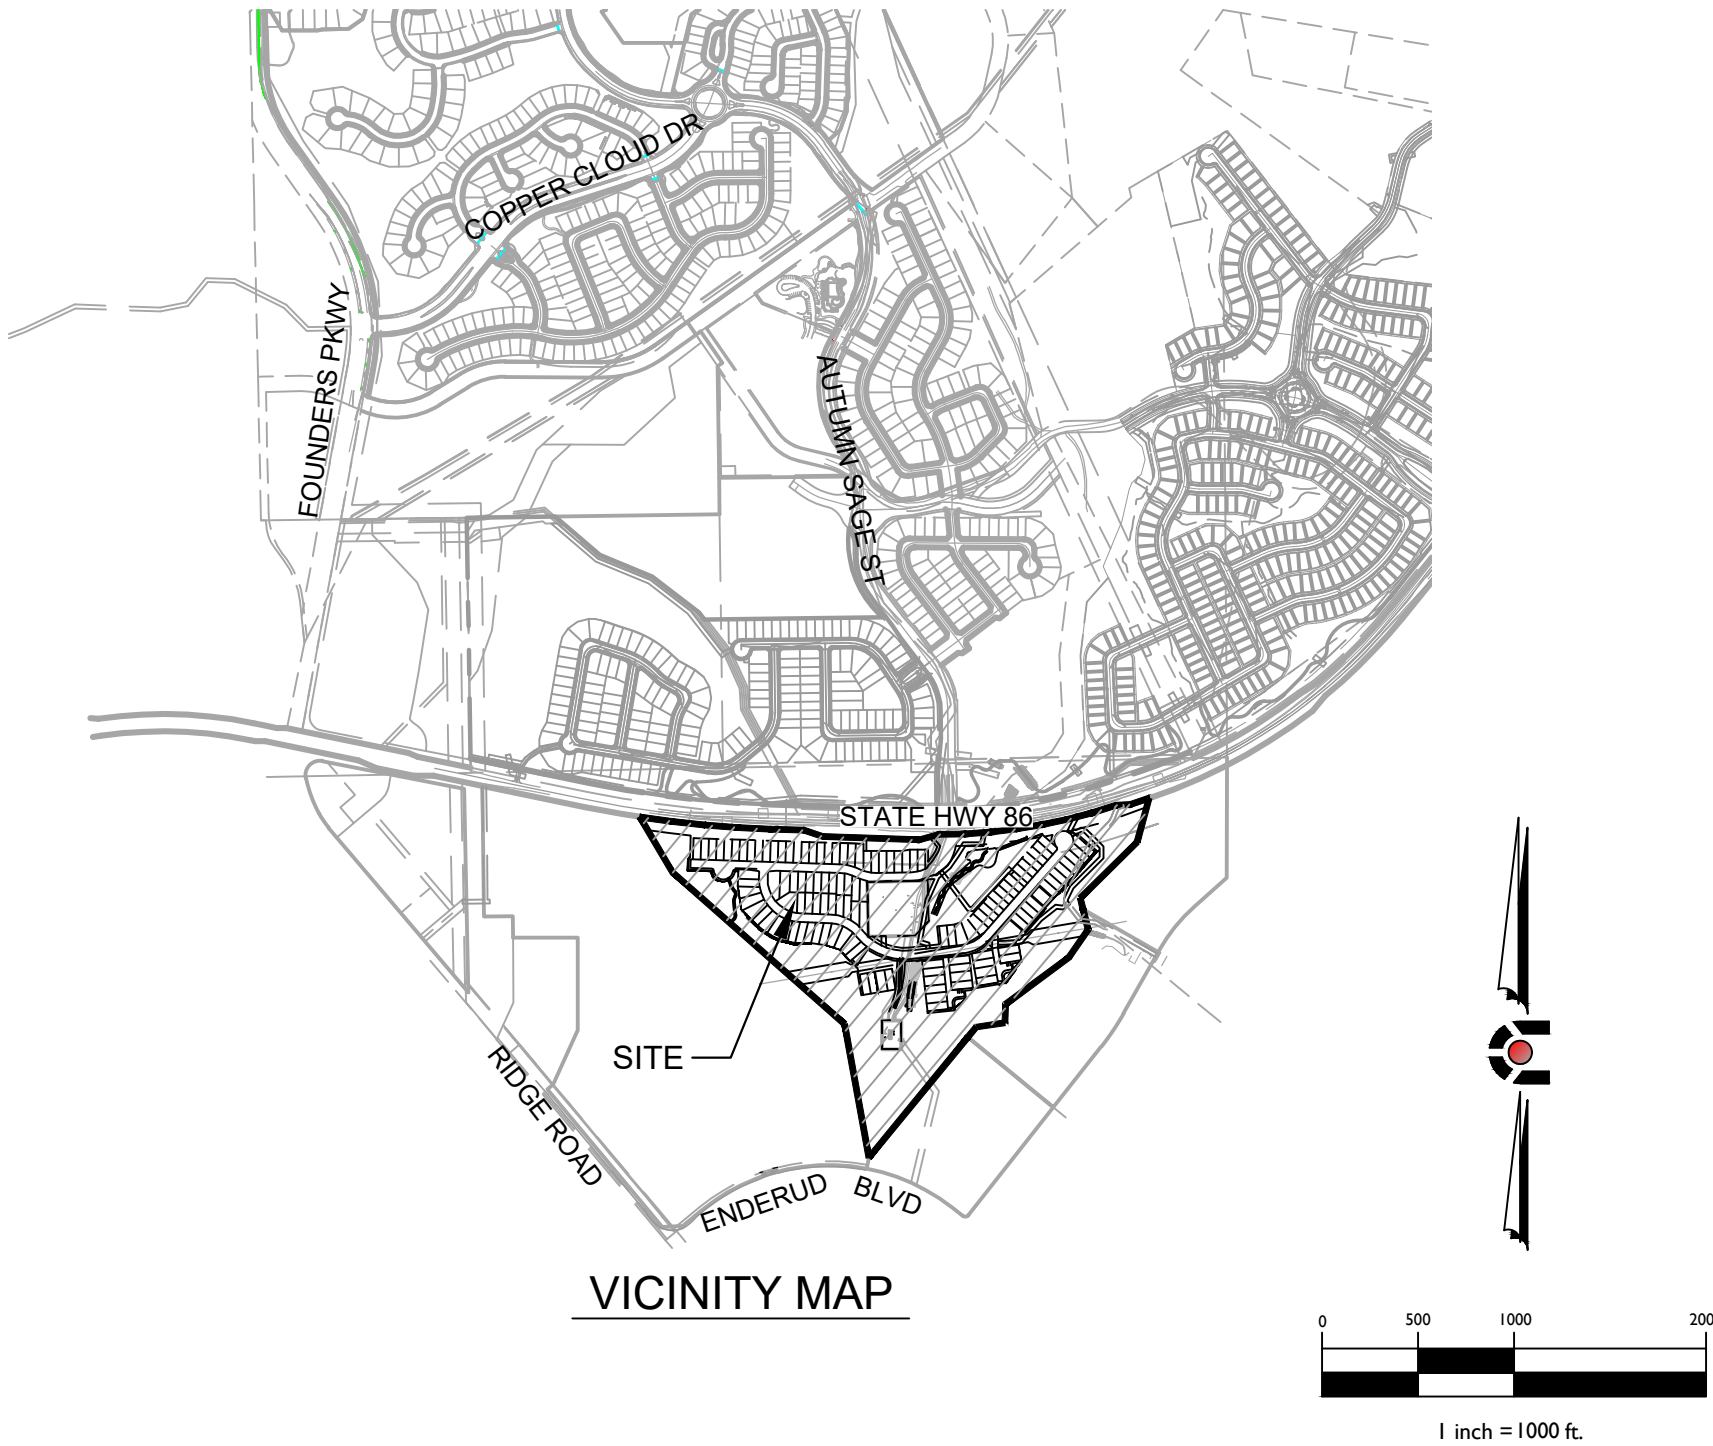 COPPER CLOUD DR
FOUNDERS PKWY
AUTUMN SAGE ST
STATE HWY 86
SITE
RIDGE ROAD
ENDERUD BLVD
VICINITY MAP
0 500 1000 200
1 inch = 1000 ft.